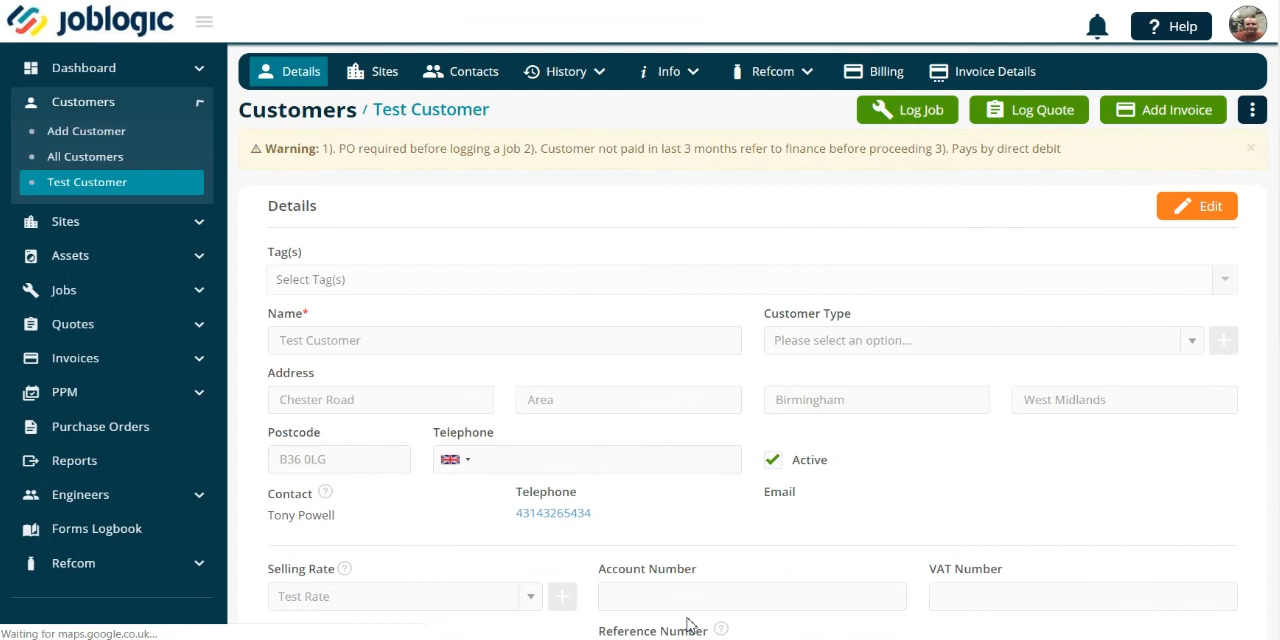 joblogic
? Help
Dashboard
Customers
Add Customer
All Customers
Test Customer
Sites
Assets
Jobs
Quotes
Invoices
PPM
Purchase Orders
Reports
Engineers
Forms Logbook
Refcom
Waiting for maps.google.co.uk...
Details Sites Contacts History i Info Refcom Billing Invoice Details
Customers / Test Customer
Log Job Log Quote Add Invoice
Warning: 1). PO required before logging a job 2). Customer not paid in last 3 months refer to finance before proceeding 3). Pays by direct debit ×
Details
Edit
Tag(s)
Select Tag(s)
Name* Customer Type
Test Customer Please select an option... +
Address
Chester Road Area Birmingham West Midlands
Postcode Telephone
B36 0LG Active
Contact ? Telephone Email
Tony Powell 43143265434
Selling Rate ? Account Number VAT Number
Test Rate +
Reference Number ?